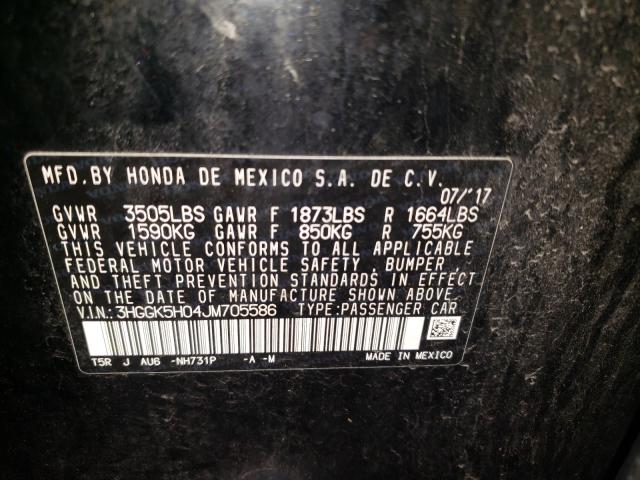 MFD. BY HONDA DE MEXICO S.A. DE C.V.
07/'17
GVWR 3505LBS GAWR F 1873LBS R 1664LBS
GVWR 1590KG GAWR F 850KG R 755KG
THIS VEHICLE CONFORMS TO ALL APPLICABLE
FEDERAL MOTOR VEHICLE SAFETY, BUMPER
AND THEFT PREVENTION STANDARDS IN EFFECT
ON THE DATE OF MANUFACTURE SHOWN ABOVE.
V.I.N.: 3HGGK5H04JM705586 TYPE: PASSENGER CAR
T5R J AU6 -NH731P -A -M MADE IN MEXICO